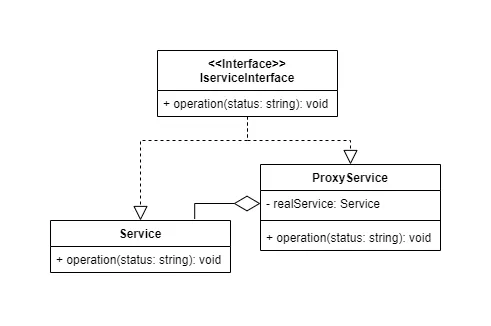 <<Interface>>
IserviceInterface
+ operation(status: string): void
ProxyService
- realService: Service
+ operation(status: string): void
Service
+ operation(status: string): void